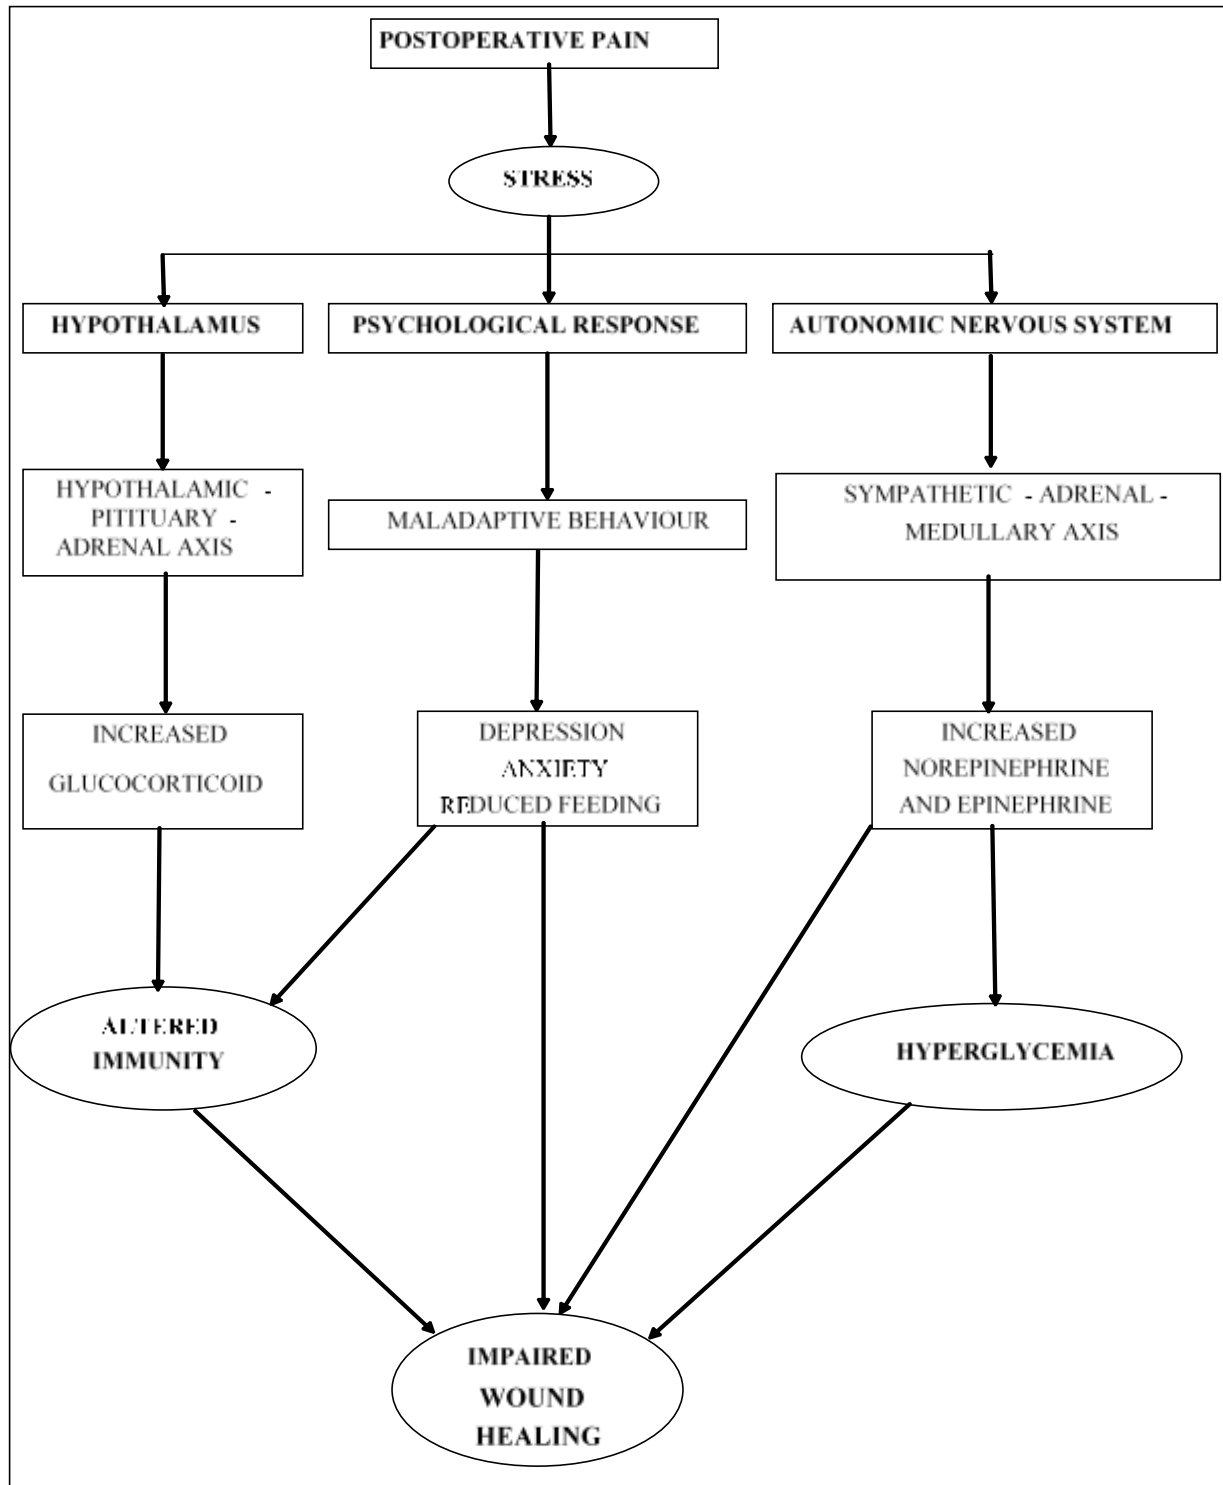 POSTOPERATIVE PAIN
STRESS
HYPOTHALAMUS
PSYCHOLOGICAL RESPONSE
AUTONOMIC NERVOUS SYSTEM
HYPOTHALAMIC -
PITITUARY -
ADRENAL AXIS
MALADAPTIVE BEHAVIOUR
SYMPATHETIC - ADRENAL -
MEDULLARY AXIS
INCREASED
GLUCOCORTICOID
DEPRESSION
ANXIETY
REDUCED FEEDING
INCREASED
NOREPINEPHRINE
AND EPINEPHRINE
ALTERED
IMMUNITY
HYPERGLYCEMIA
IMPAIRED
WOUND
HEALING